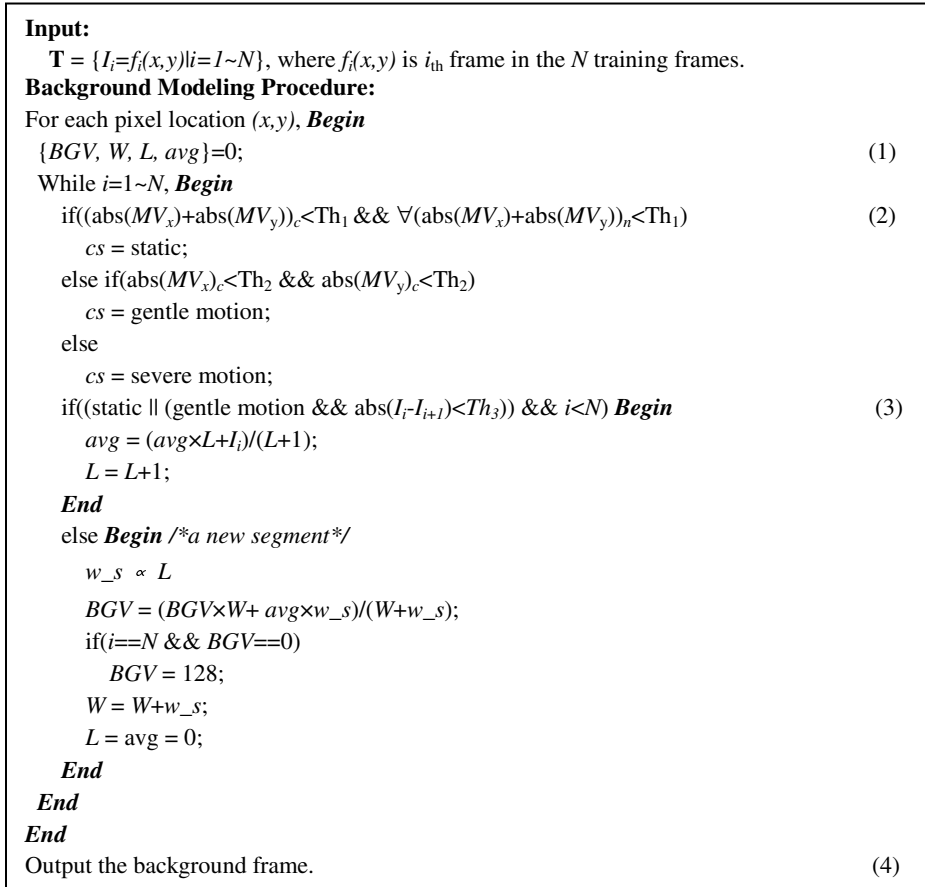 Input:
T = {Ii=fi(x,y)|i=1~N}, where fi(x,y) is ith frame in the N training frames.
Background Modeling Procedure:
For each pixel location (x,y), Begin
{BGV, W, L, avg}=0; (1)
While i=1~N, Begin
if((abs(MVx)+abs(MVy))c<Th1 && ∀(abs(MVx)+abs(MVy))n<Th1) (2)
cs = static;
else if(abs(MVx)c<Th2 && abs(MVy)c<Th2)
cs = gentle motion;
else
cs = severe motion;
if((static || (gentle motion && abs(Ii-Ii+1)<Th3)) && i<N) Begin (3)
avg = (avg×L+Ii)/(L+1);
L = L+1;
End
else Begin /*a new segment*/
w_s ∝ L
BGV = (BGV×W+ avg×w_s)/(W+w_s);
if(i==N && BGV==0)
BGV = 128;
W = W+w_s;
L = avg = 0;
End
End
End
Output the background frame. (4)